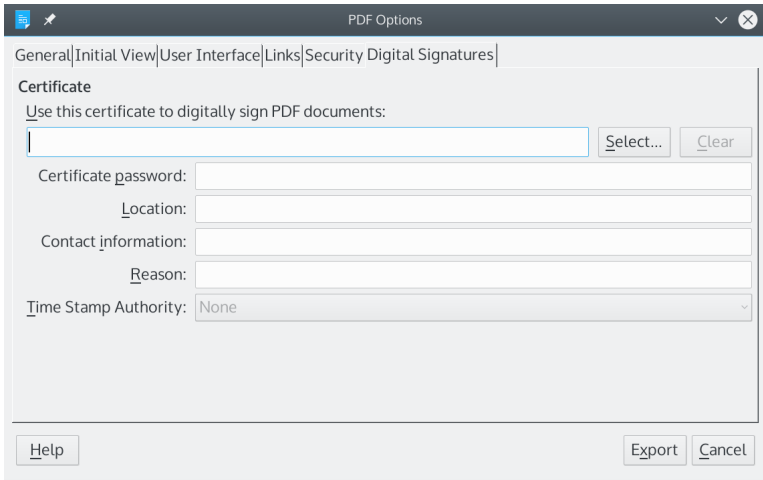 PDF Options
General Initial View User Interface Links Security Digital Signatures
Certificate
Use this certificate to digitally sign PDF documents:
Select... Clear
Certificate password:
Location:
Contact information:
Reason:
Time Stamp Authority: None
Help Export Cancel